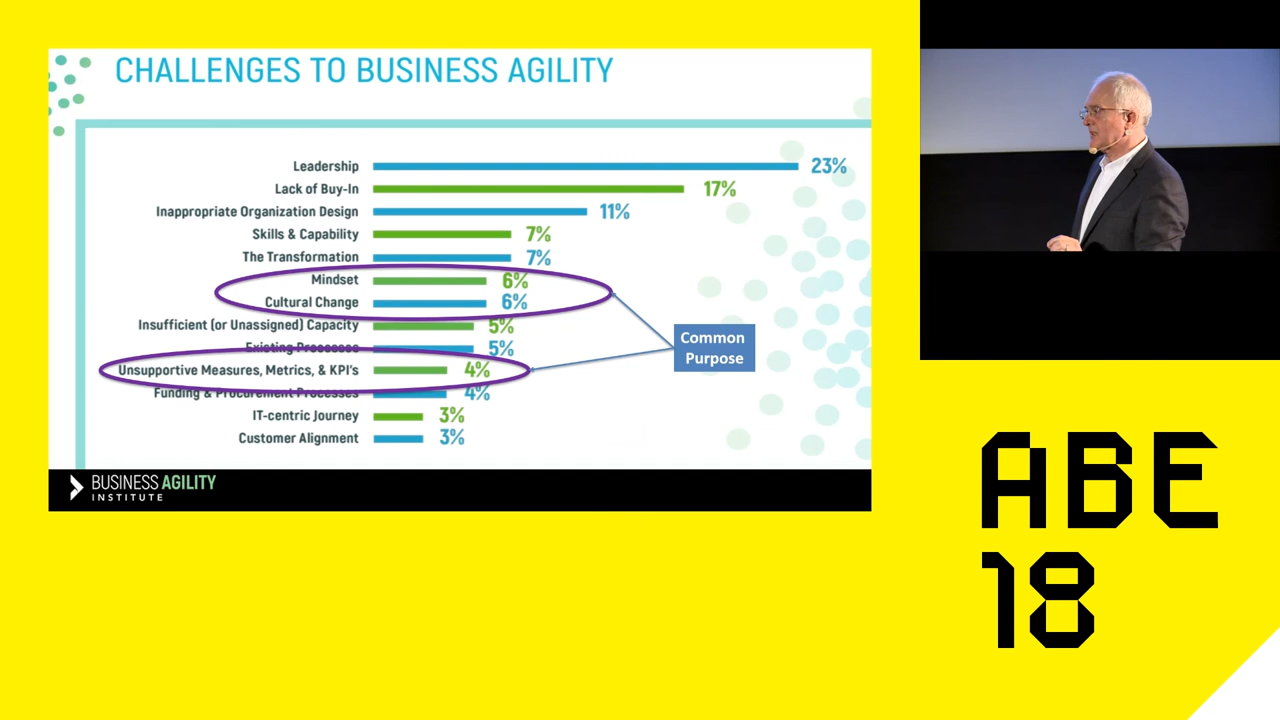 CHALLENGES TO BUSINESS AGILITY
Leadership 23%
Lack of Buy-In 17%
Inappropriate Organization Design 11%
Skills & Capability 7%
The Transformation 7%
Mindset 6%
Cultural Change 6%
Insufficient (or Unassigned) Capacity 5%
Existing Processes 5%
Unsupportive Measures, Metrics, & KPI's 4%
Funding & Procurement Processes 4%
IT-centric Journey 3%
Customer Alignment 3%
Common
Purpose
BUSINESS AGILITY
INSTITUTE
ABE
18